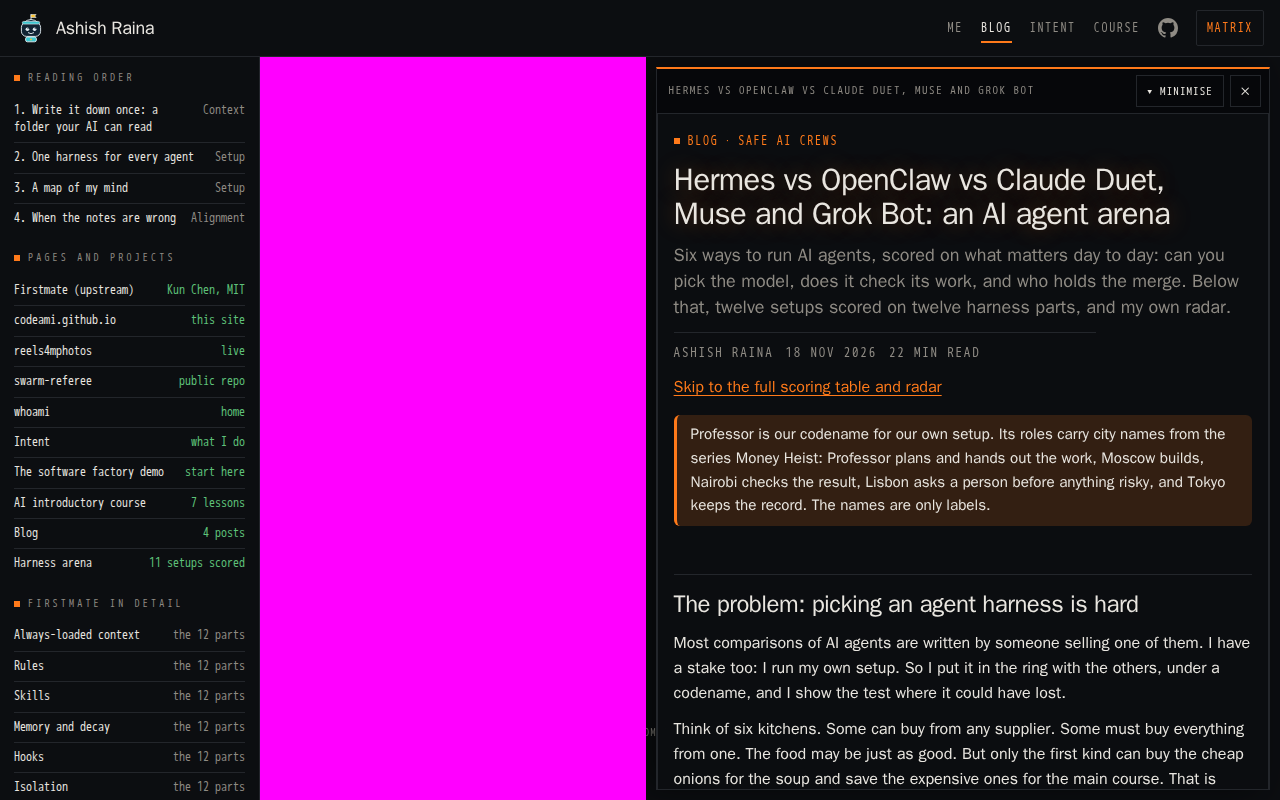 Ashish Raina
ME BLOG INTENT COURSE MATRIX
READING ORDER
1. Write it down once: a folder your AI can read Context
2. One harness for every agent Setup
3. A map of my mind Setup
4. When the notes are wrong Alignment
PAGES AND PROJECTS
Firstmate (upstream) Kun Chen, MIT
codeami.github.io this site
reels4mphotos live
swarm-referee public repo
whoami home
Intent what I do
The software factory demo start here
AI introductory course 7 lessons
Blog 4 posts
Harness arena 11 setups scored
FIRSTMATE IN DETAIL
Always-loaded context the 12 parts
Rules the 12 parts
Skills the 12 parts
Memory and decay the 12 parts
Hooks the 12 parts
Isolation the 12 parts
HERMES VS OPENCLAW VS CLAUDE DUET, MUSE AND GROK BOT
▾ MINIMISE ✕
BLOG · SAFE AI CREWS
Hermes vs OpenClaw vs Claude Duet,
Muse and Grok Bot: an AI agent arena
Six ways to run AI agents, scored on what matters day to day: can you
pick the model, does it check its work, and who holds the merge. Below
that, twelve setups scored on twelve harness parts, and my own radar.
ASHISH RAINA 18 NOV 2026 22 MIN READ
Skip to the full scoring table and radar
Professor is our codename for our own setup. Its roles carry city names from the
series Money Heist: Professor plans and hands out the work, Moscow builds,
Nairobi checks the result, Lisbon asks a person before anything risky, and Tokyo
keeps the record. The names are only labels.
The problem: picking an agent harness is hard
Most comparisons of AI agents are written by someone selling one of them. I have
a stake too: I run my own setup. So I put it in the ring with the others, under a
codename, and I show the test where it could have lost.
Think of six kitchens. Some can buy from any supplier. Some must buy everything
from one. The food may be just as good. But only the first kind can buy the cheap
onions for the soup and save the expensive ones for the main course. That is